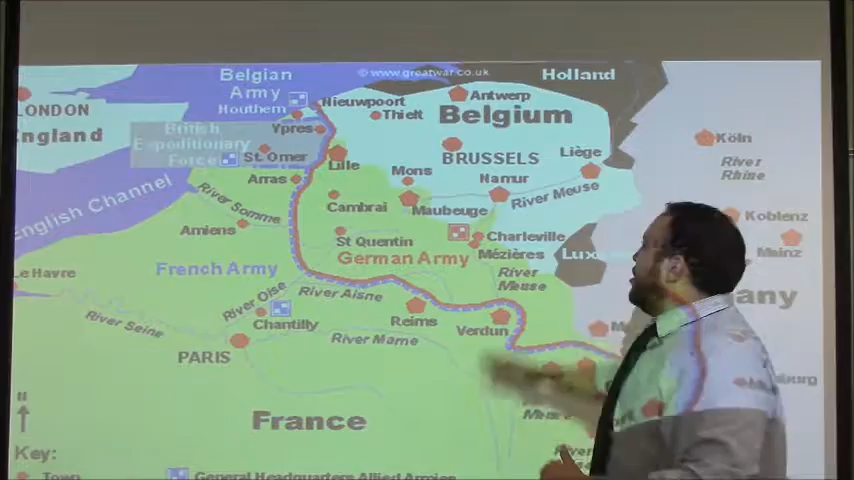 © www.greatwar.co.uk
Belgian
Army
Houthem
Holland
LONDON
England
Nieuwpoort
Antwerp
Thielt
Belgium
British
Expeditionary
Force
Ypres
St. Omer
Lille
BRUSSELS
Liège
Köln
River
Rhine
English Channel
Arras
Mons
Namur
River Meuse
River Somme
Cambrai
Maubeuge
Koblenz
Amiens
St Quentin
Charleville
Mézières
German Army
Mainz
French Army
River
Meuse
Le Havre
River Oise
River Aisne
River Seine
Chantilly
Reims
Verdun
River Marne
PARIS
France
Meuse
River
N
Key:
Town
General Headquarters Allied Armies